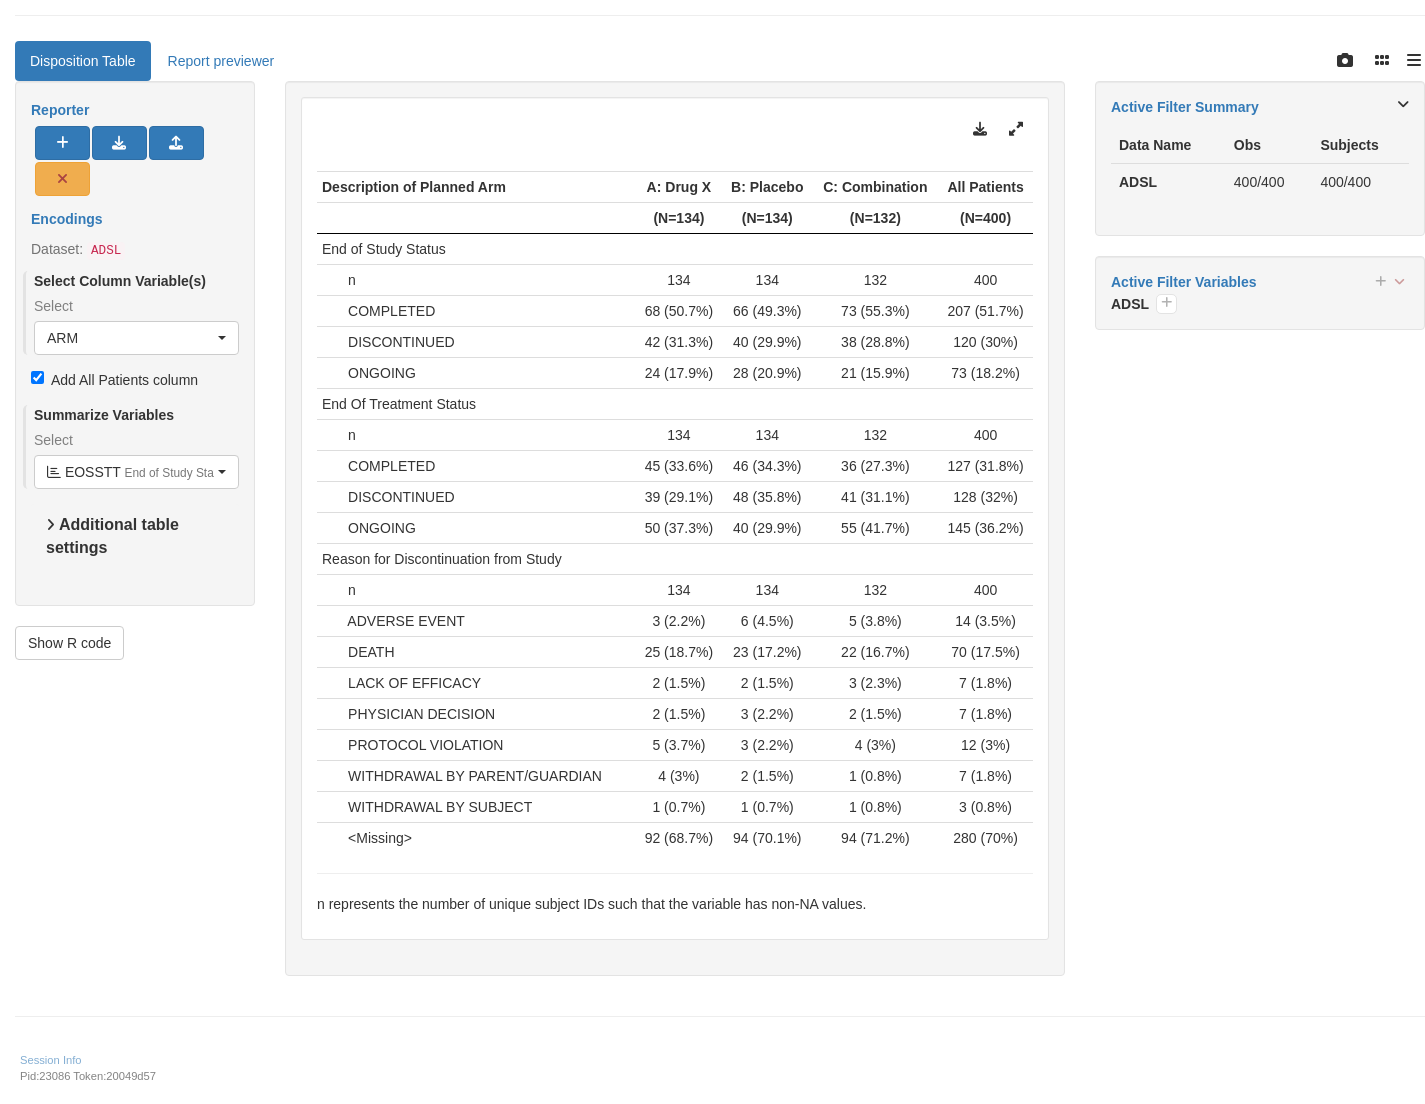 Disposition Table Report previewer
Reporter
Encodings
Dataset: ADSL
Select Column Variable(s)
Select
ARM
Add All Patients column
Summarize Variables
Select
EOSSTT End of Study Sta
Additional table
settings
Show R code
Description of Planned Arm A: Drug X B: Placebo C: Combination All Patients
(N=134) (N=134) (N=132) (N=400)
End of Study Status
n 134 134 132 400
COMPLETED 68 (50.7%) 66 (49.3%) 73 (55.3%) 207 (51.7%)
DISCONTINUED 42 (31.3%) 40 (29.9%) 38 (28.8%) 120 (30%)
ONGOING 24 (17.9%) 28 (20.9%) 21 (15.9%) 73 (18.2%)
End Of Treatment Status
n 134 134 132 400
COMPLETED 45 (33.6%) 46 (34.3%) 36 (27.3%) 127 (31.8%)
DISCONTINUED 39 (29.1%) 48 (35.8%) 41 (31.1%) 128 (32%)
ONGOING 50 (37.3%) 40 (29.9%) 55 (41.7%) 145 (36.2%)
Reason for Discontinuation from Study
n 134 134 132 400
ADVERSE EVENT 3 (2.2%) 6 (4.5%) 5 (3.8%) 14 (3.5%)
DEATH 25 (18.7%) 23 (17.2%) 22 (16.7%) 70 (17.5%)
LACK OF EFFICACY 2 (1.5%) 2 (1.5%) 3 (2.3%) 7 (1.8%)
PHYSICIAN DECISION 2 (1.5%) 3 (2.2%) 2 (1.5%) 7 (1.8%)
PROTOCOL VIOLATION 5 (3.7%) 3 (2.2%) 4 (3%) 12 (3%)
WITHDRAWAL BY PARENT/GUARDIAN 4 (3%) 2 (1.5%) 1 (0.8%) 7 (1.8%)
WITHDRAWAL BY SUBJECT 1 (0.7%) 1 (0.7%) 1 (0.8%) 3 (0.8%)
<Missing> 92 (68.7%) 94 (70.1%) 94 (71.2%) 280 (70%)
n represents the number of unique subject IDs such that the variable has non-NA values.
Active Filter Summary
Data Name Obs Subjects
ADSL 400/400 400/400
Active Filter Variables
ADSL
Session Info
Pid:23086 Token:20049d57